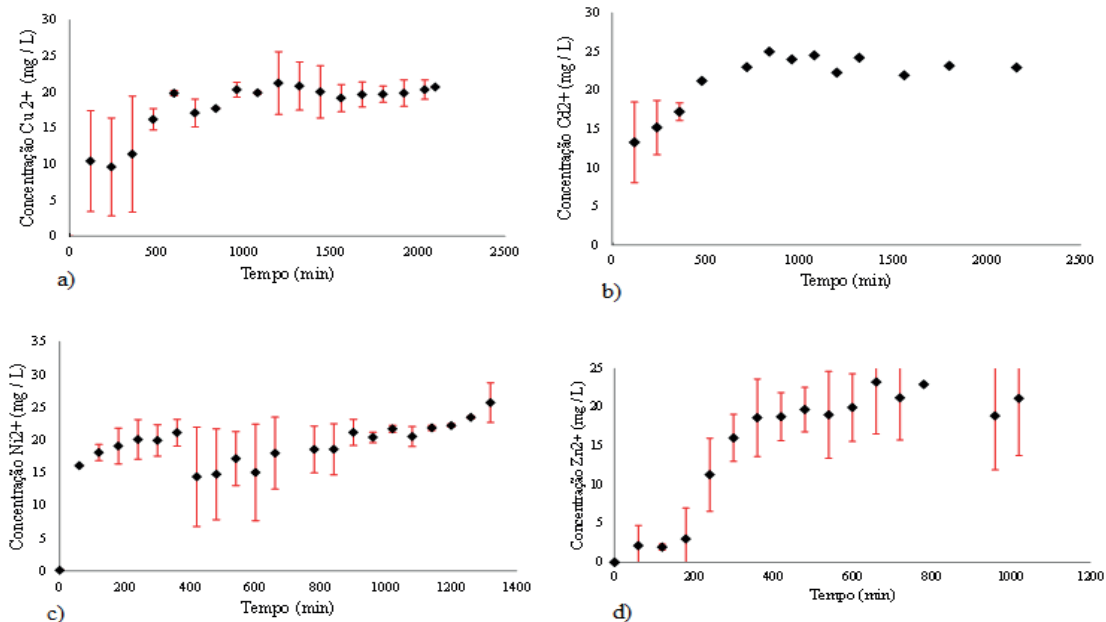 30
25
20
15
10
5
0
Concentração Cu 2+ (mg / L)
0 500 1000 1500 2000 2500
Tempo (min)
a)
30
25
20
15
10
5
0
Concentração Cd2+ (mg / L)
0 500 1000 1500 2000 2500
Tempo (min)
b)
35
30
25
20
15
10
5
0
Concentração Ni2+ (mg / L)
0 200 400 600 800 1000 1200 1400
Tempo (min)
c)
25
20
15
10
5
0
Concentração Zn2+ (mg / L)
0 200 400 600 800 1000 1200
Tempo (min)
d)